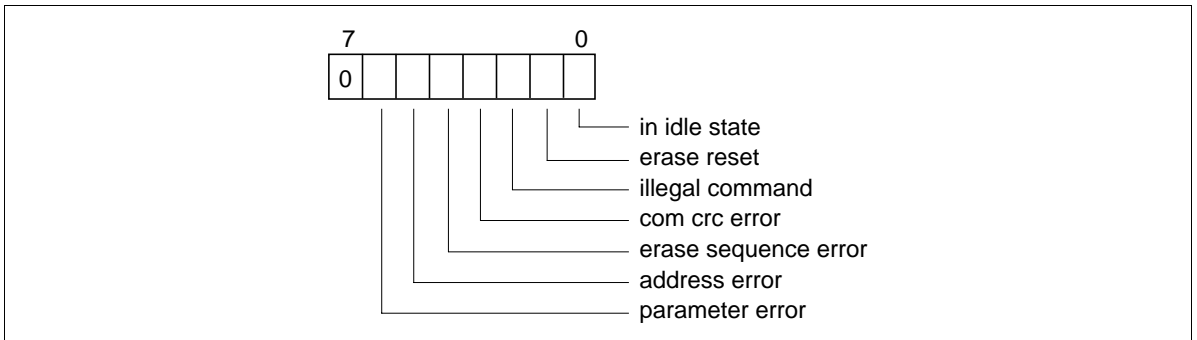 7 0
0
in idle state
erase reset
illegal command
com crc error
erase sequence error
address error
parameter error